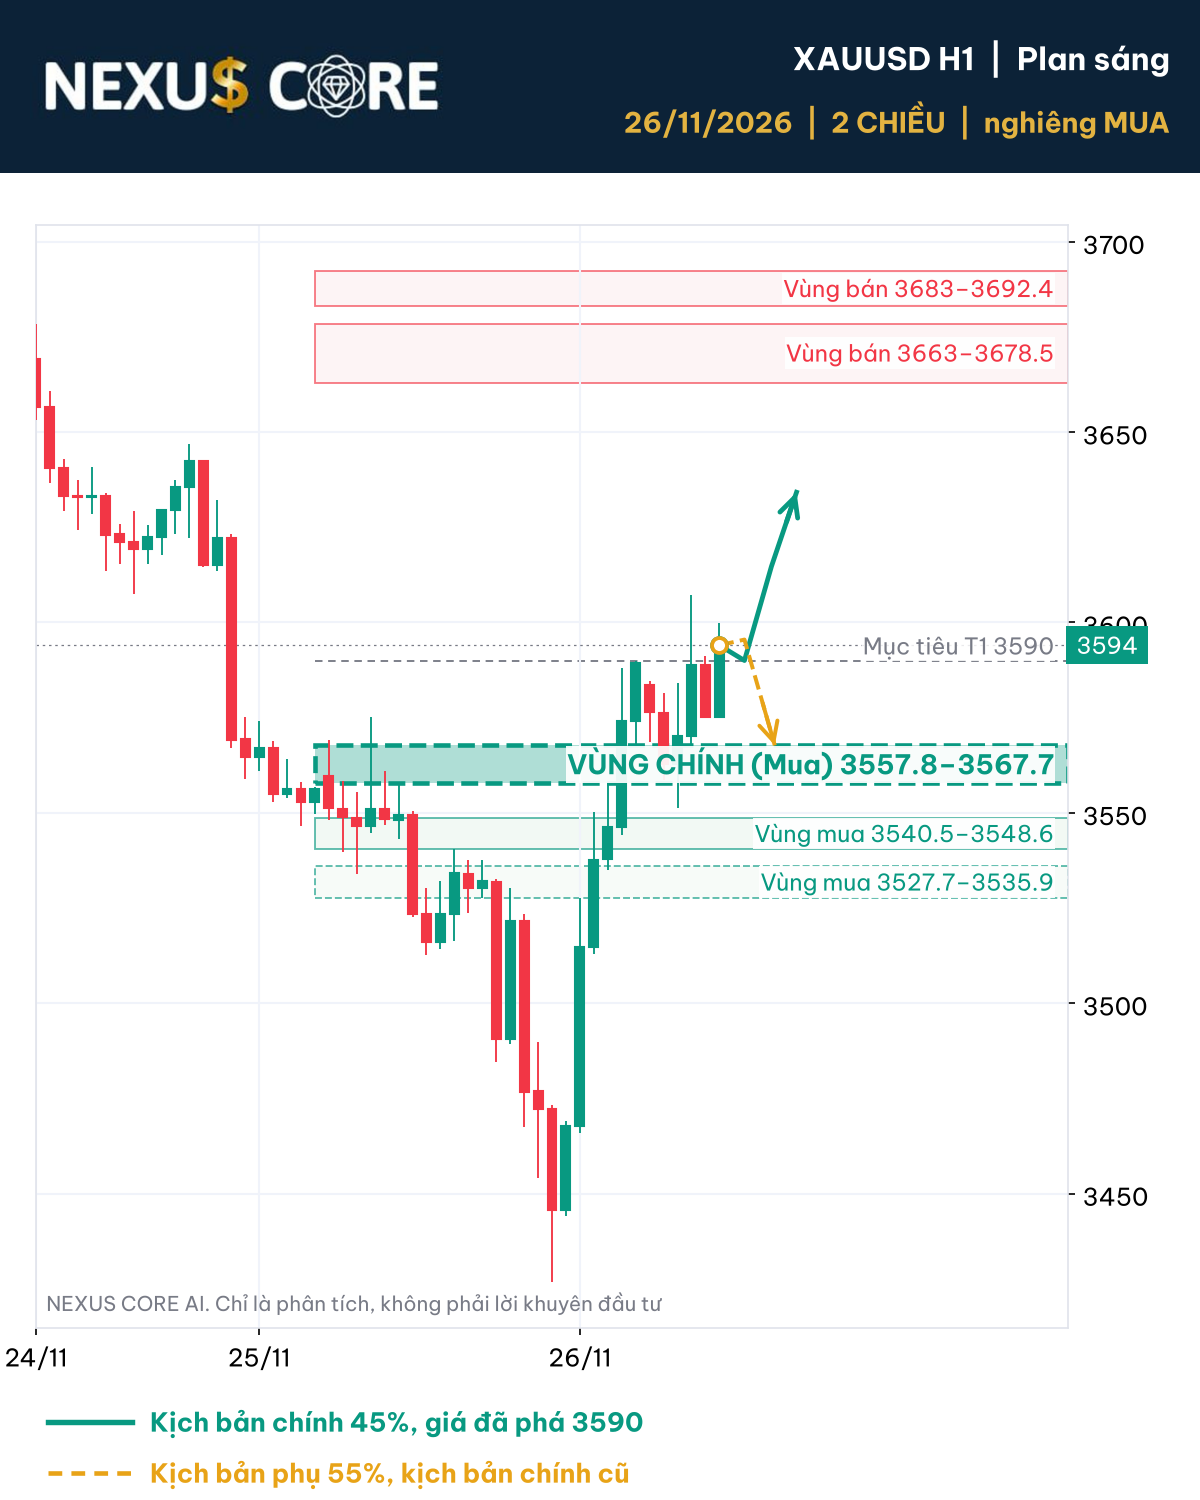 NEXU$ CORE
XAUUSD H1 | Plan sáng
26/11/2026 | 2 CHIỀU | nghiêng MUA
3700
Vùng bán 3683–3692.4
Vùng bán 3663–3678.5
3650
3600
Mục tiêu T1 3590
3594
VÙNG CHÍNH (Mua) 3557.8–3567.7
3550
Vùng mua 3540.5–3548.6
Vùng mua 3527.7–3535.9
3500
3450
NEXUS CORE AI. Chỉ là phân tích, không phải lời khuyên đầu tư
24/11
25/11
26/11
Kịch bản chính 45%, giá đã phá 3590
Kịch bản phụ 55%, kịch bản chính cũ